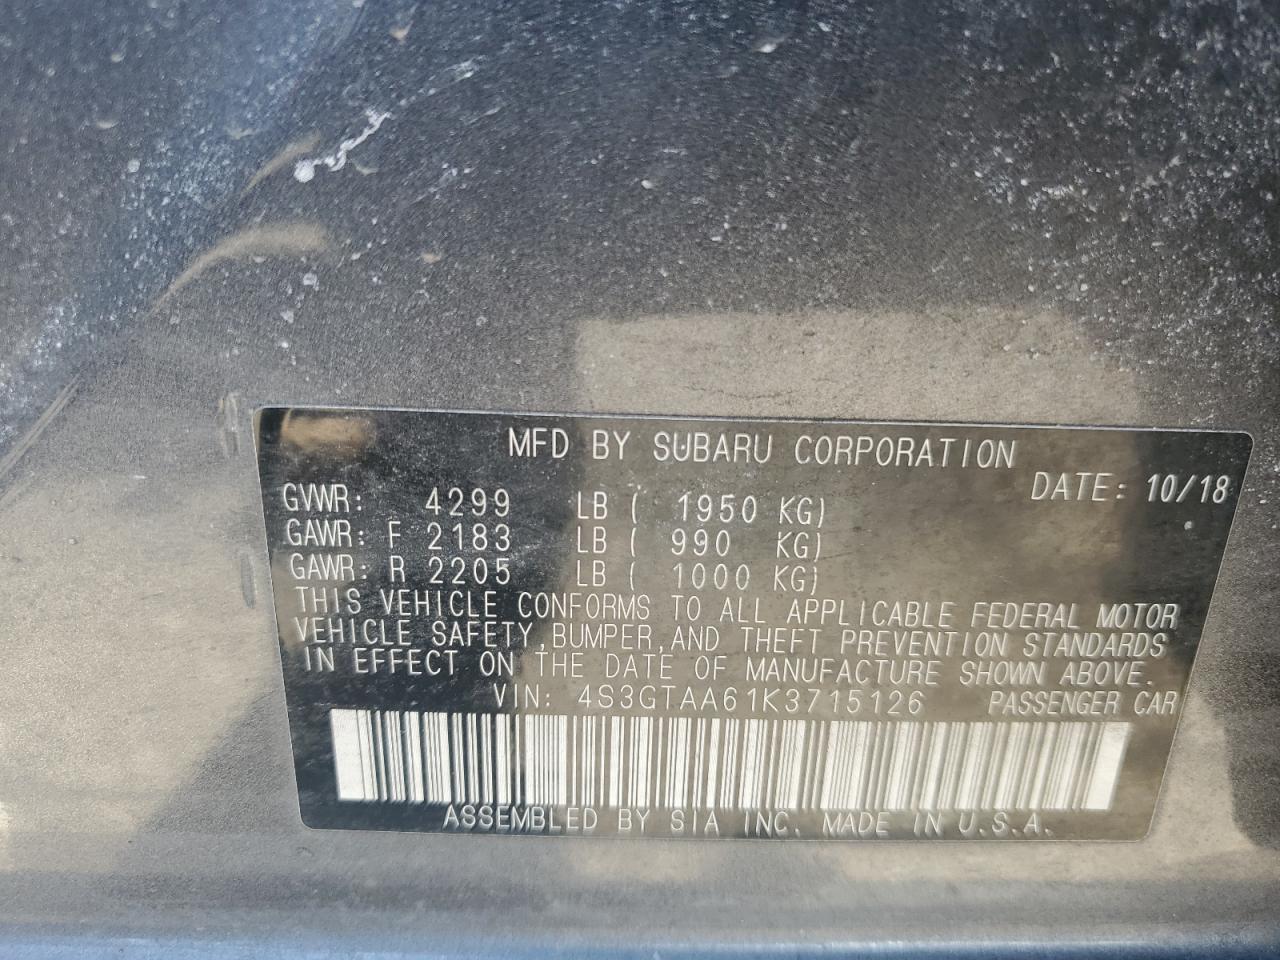 MFD BY SUBARU CORPORATION
DATE: 10/18
GVWR: 4299 LB ( 1950 KG)
GAWR: F 2183 LB ( 990 KG)
GAWR: R 2205 LB ( 1000 KG)
THIS VEHICLE CONFORMS TO ALL APPLICABLE FEDERAL MOTOR
VEHICLE SAFETY, BUMPER, AND THEFT PREVENTION STANDARDS
IN EFFECT ON THE DATE OF MANUFACTURE SHOWN ABOVE.
VIN: 4S3GTAA61K3715126 PASSENGER CAR
ASSEMBLED BY SIA INC. MADE IN U.S.A.